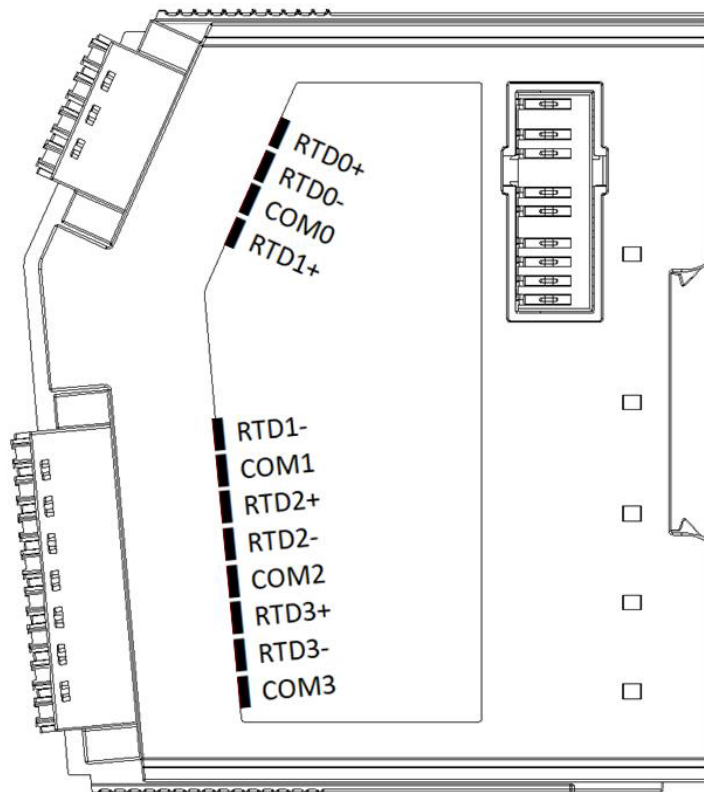 RTD0+
RTD0-
COM0
RTD1+
RTD1-
COM1
RTD2+
RTD2-
COM2
RTD3+
RTD3-
COM3